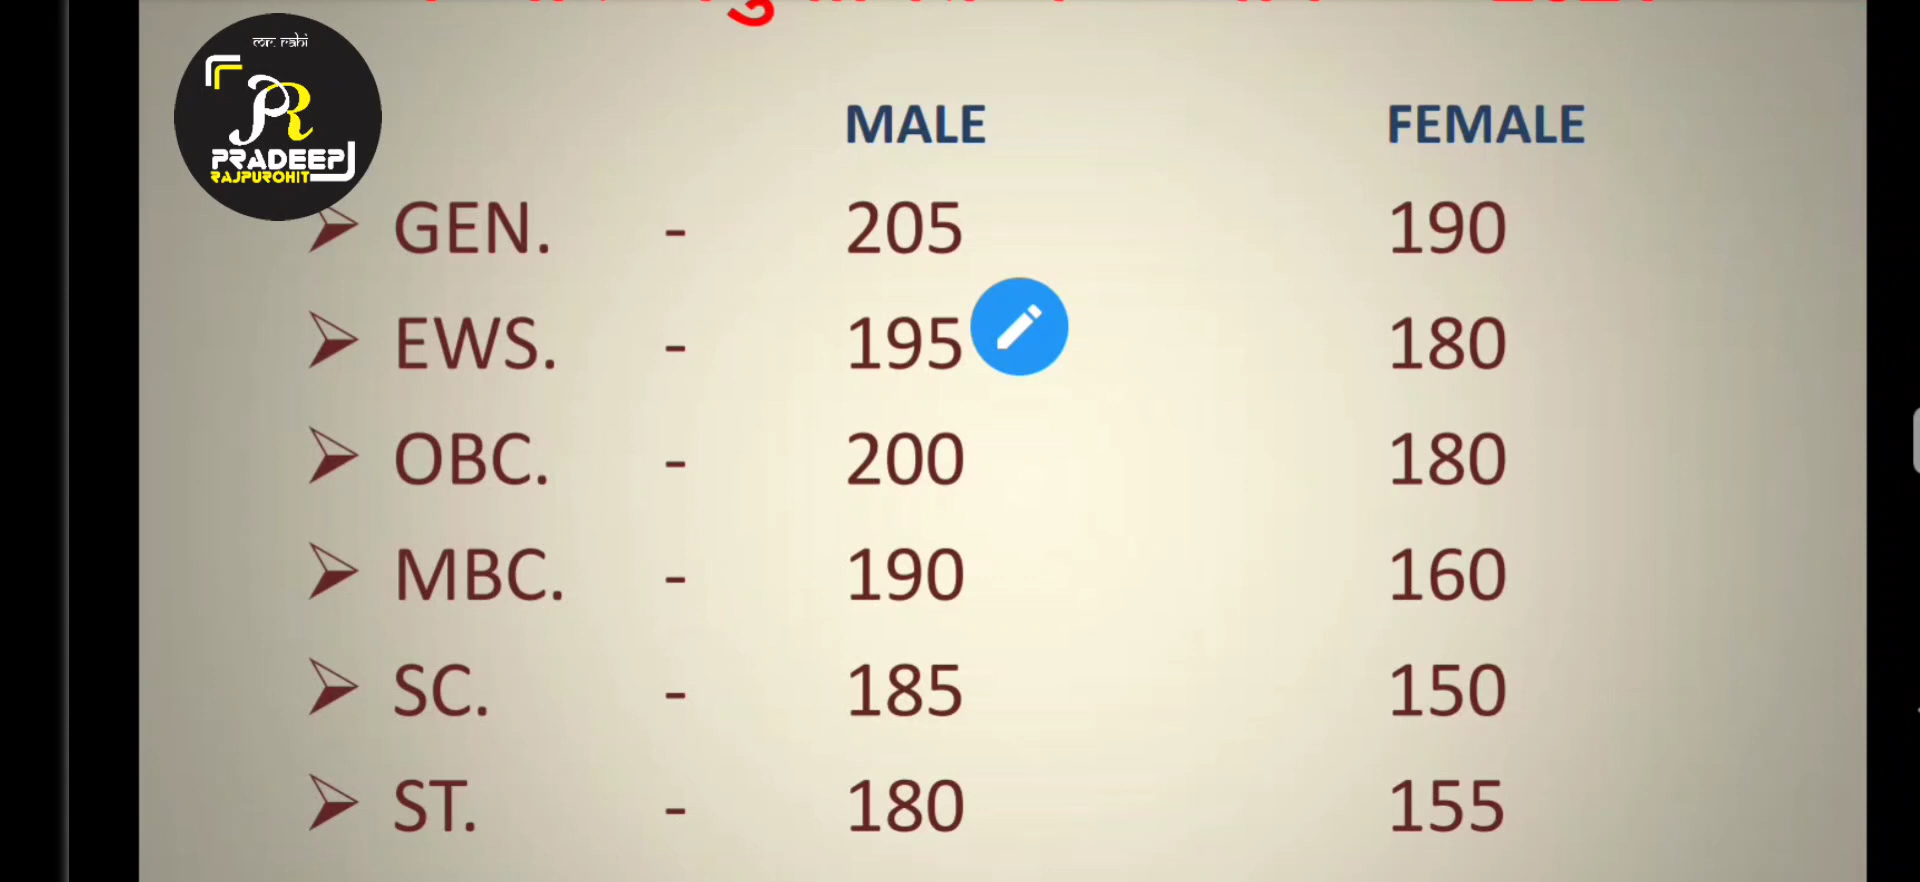 mr. rahi
PR
PRADEEP
RAJPUROHIT
MALE FEMALE
GEN. - 205 190
EWS. - 195 180
OBC. - 200 180
MBC. - 190 160
SC. - 185 150
ST. - 180 155